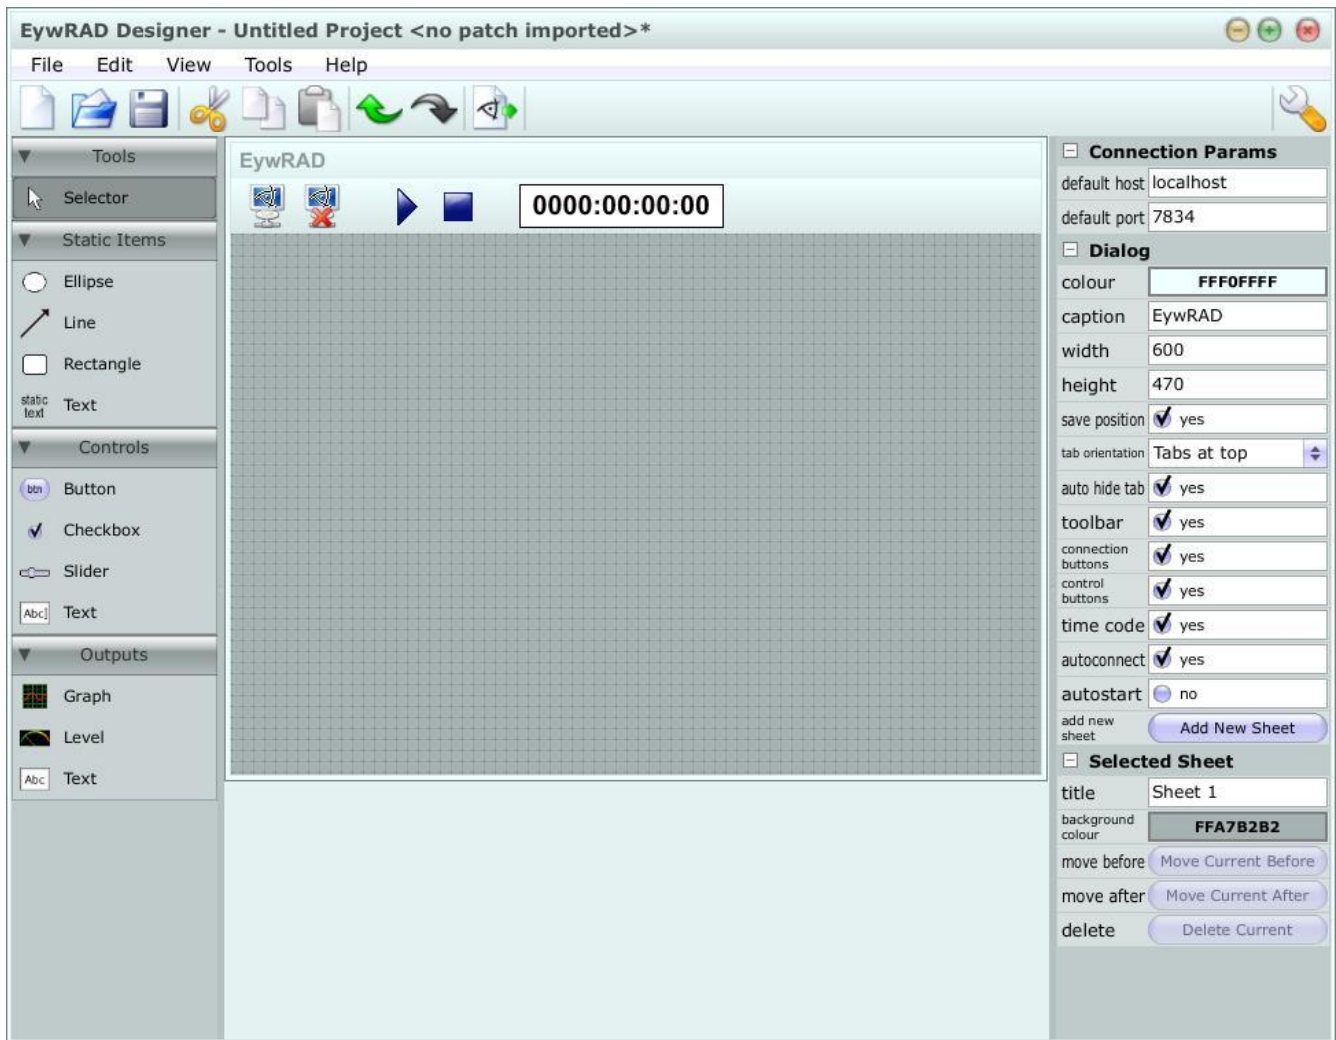 EywRAD Designer - Untitled Project <no patch imported>*
File Edit View Tools Help
Tools
Selector
Static Items
Ellipse
Line
Rectangle
static text Text
Controls
btn Button
Checkbox
Slider
Abc] Text
Outputs
Graph
Level
Abc Text
EywRAD
0000:00:00:00
Connection Params
default host localhost
default port 7834
Dialog
colour FFF0FFFF
caption EywRAD
width 600
height 470
save position yes
tab orientation Tabs at top
auto hide tab yes
toolbar yes
connection buttons yes
control buttons yes
time code yes
autoconnect yes
autostart no
add new sheet Add New Sheet
Selected Sheet
title Sheet 1
background colour FFA7B2B2
move before Move Current Before
move after Move Current After
delete Delete Current